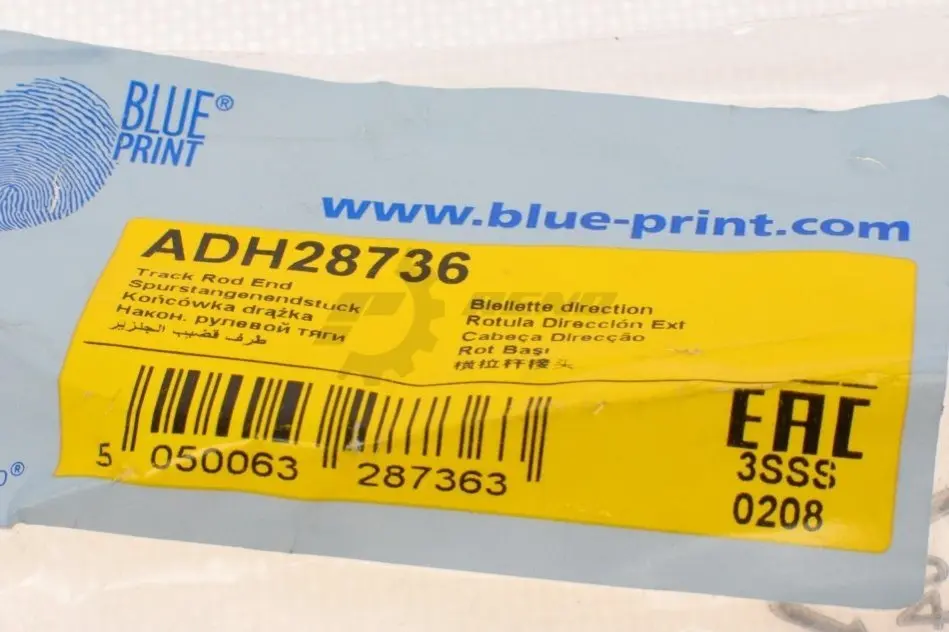 BLUE®
PRINT
www.blue-print.com
ADH28736
Track Rod End
Spurstangenendstuck
Końcówka drążka
Након. рулевой тяги
طرف قضيب الجنزير
Biellette direction
Rotula Dirección Ext
Cabeça Direcção
Rot Başı
横拉杆接头
EAC
3SSS
0208
5 050063 287363